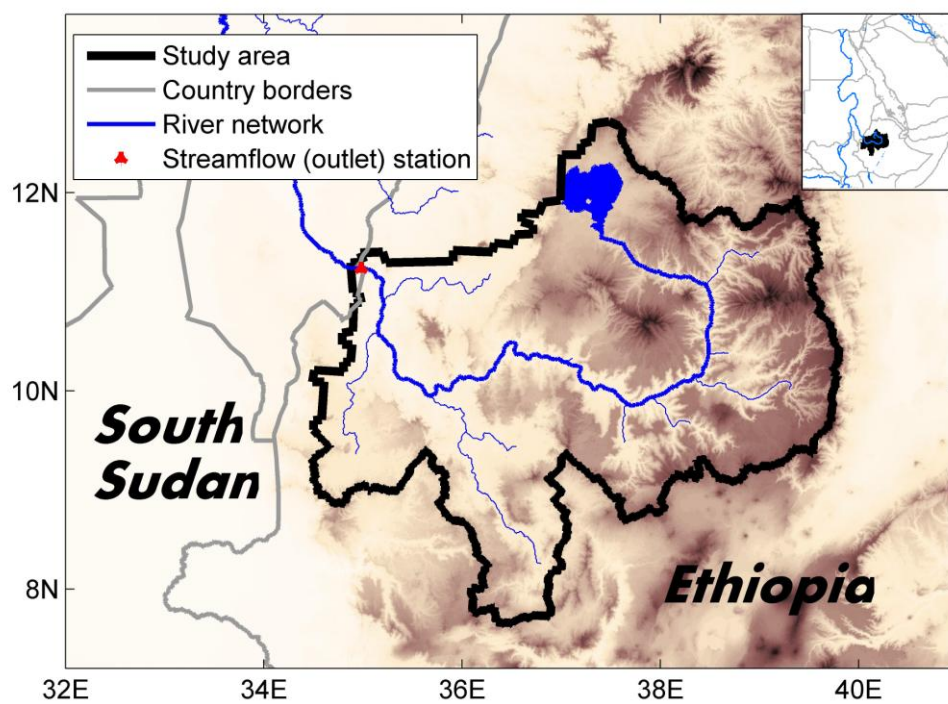 Study area
Country borders
River network
Streamflow (outlet) station
12N
10N
8N
South
Sudan
Ethiopia
32E
34E
36E
38E
40E